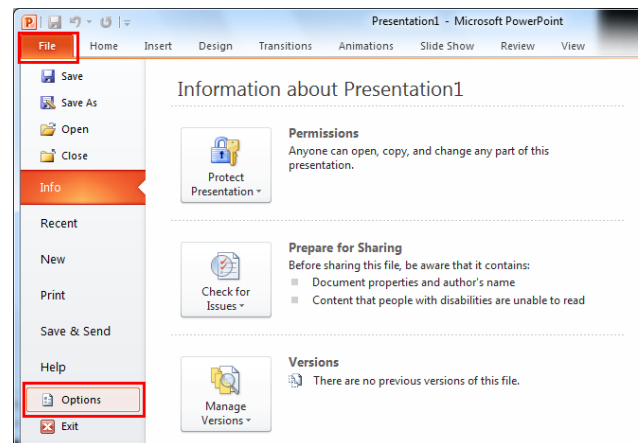 Presentation1 - Microsoft PowerPoint
File Home Insert Design Transitions Animations Slide Show Review View
Save
Save As
Open
Close
Info
Recent
New
Print
Save & Send
Help
Options
Exit
Information about Presentation1
Protect
Presentation
Permissions
Anyone can open, copy, and change any part of this
presentation.
Check for
Issues
Prepare for Sharing
Before sharing this file, be aware that it contains:
Document properties and author's name
Content that people with disabilities are unable to read
Manage
Versions
Versions
There are no previous versions of this file.